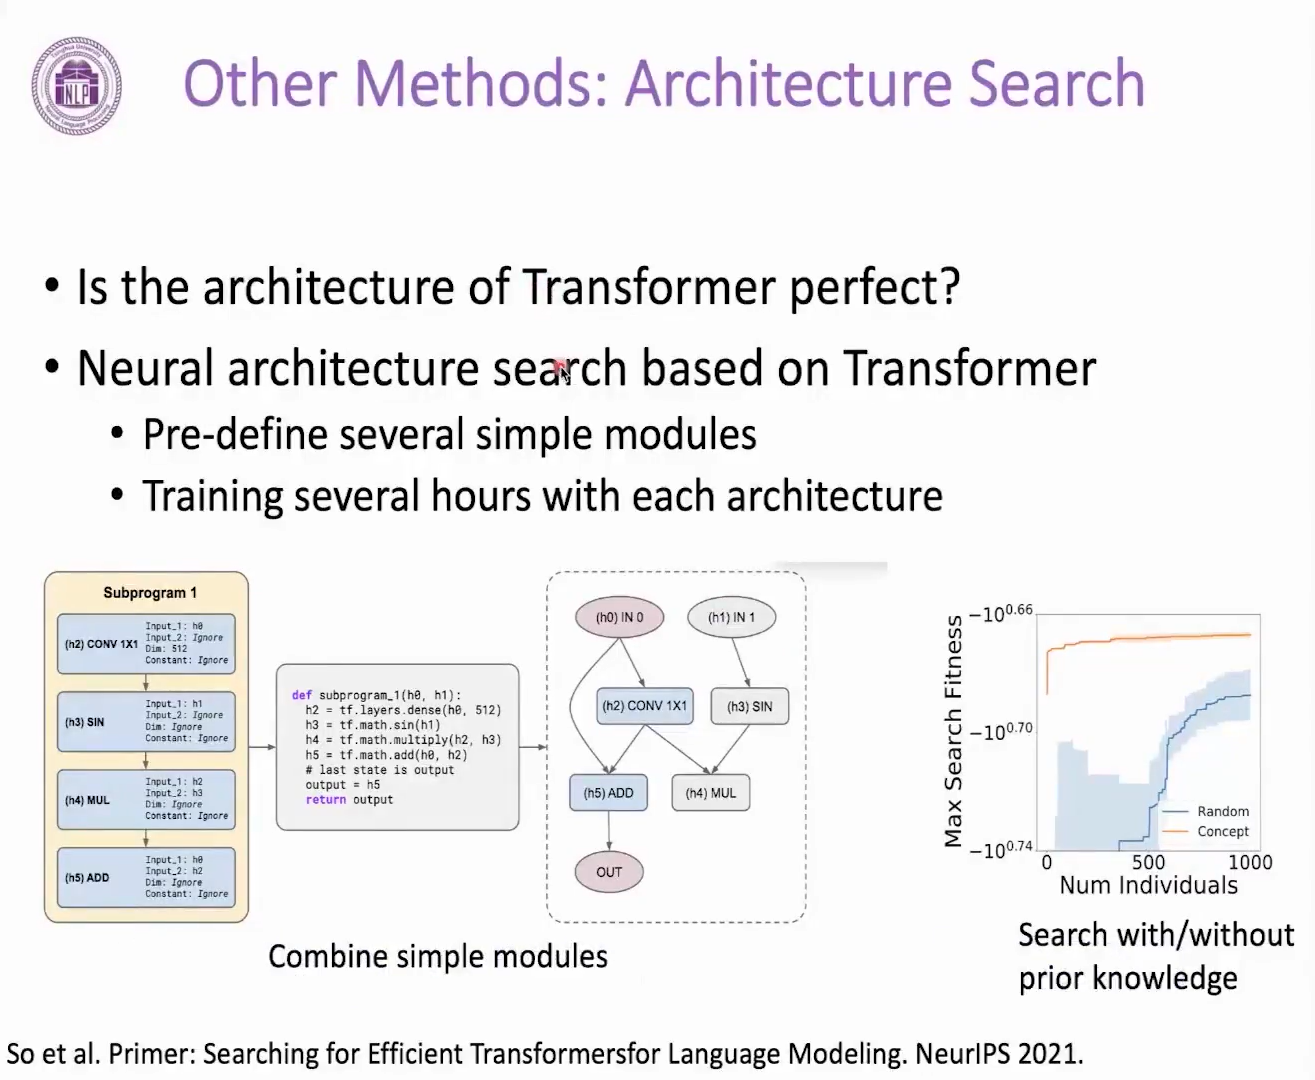 Tsinghua University
NLP
Natural Language Processing
Other Methods: Architecture Search
• Is the architecture of Transformer perfect?
• Neural architecture search based on Transformer
• Pre-define several simple modules
• Training several hours with each architecture
Subprogram 1
(h2) CONV 1X1
Input_1: h0
Input_2: Ignore
Dim: 512
Constant: Ignore
(h3) SIN
Input_1: h1
Input_2: Ignore
Dim: Ignore
Constant: Ignore
(h4) MUL
Input_1: h2
Input_2: h3
Dim: Ignore
Constant: Ignore
(h5) ADD
Input_1: h0
Input_2: h2
Dim: Ignore
Constant: Ignore
def subprogram_1(h0, h1):
h2 = tf.layers.dense(h0, 512)
h3 = tf.math.sin(h1)
h4 = tf.math.multiply(h2, h3)
h5 = tf.math.add(h0, h2)
# last state is output
output = h5
return output
(h0) IN 0
(h1) IN 1
(h2) CONV 1X1
(h3) SIN
(h5) ADD
(h4) MUL
OUT
Combine simple modules
Max Search Fitness
−10^0.66
−10^0.70
−10^0.74
Random
Concept
0 500 1000
Num Individuals
Search with/without
prior knowledge
So et al. Primer: Searching for Efficient Transformersfor Language Modeling. NeurIPS 2021.